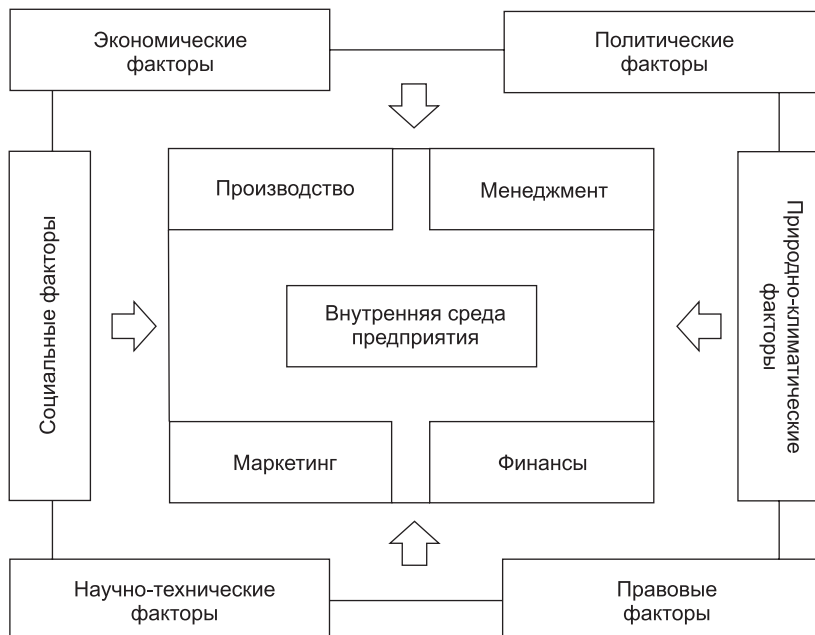 Экономические
факторы
Политические
факторы
Производство
Менеджмент
Социальные факторы
Природно-климатические
факторы
Внутренняя среда
предприятия
Маркетинг
Финансы
Научно-технические
факторы
Правовые
факторы